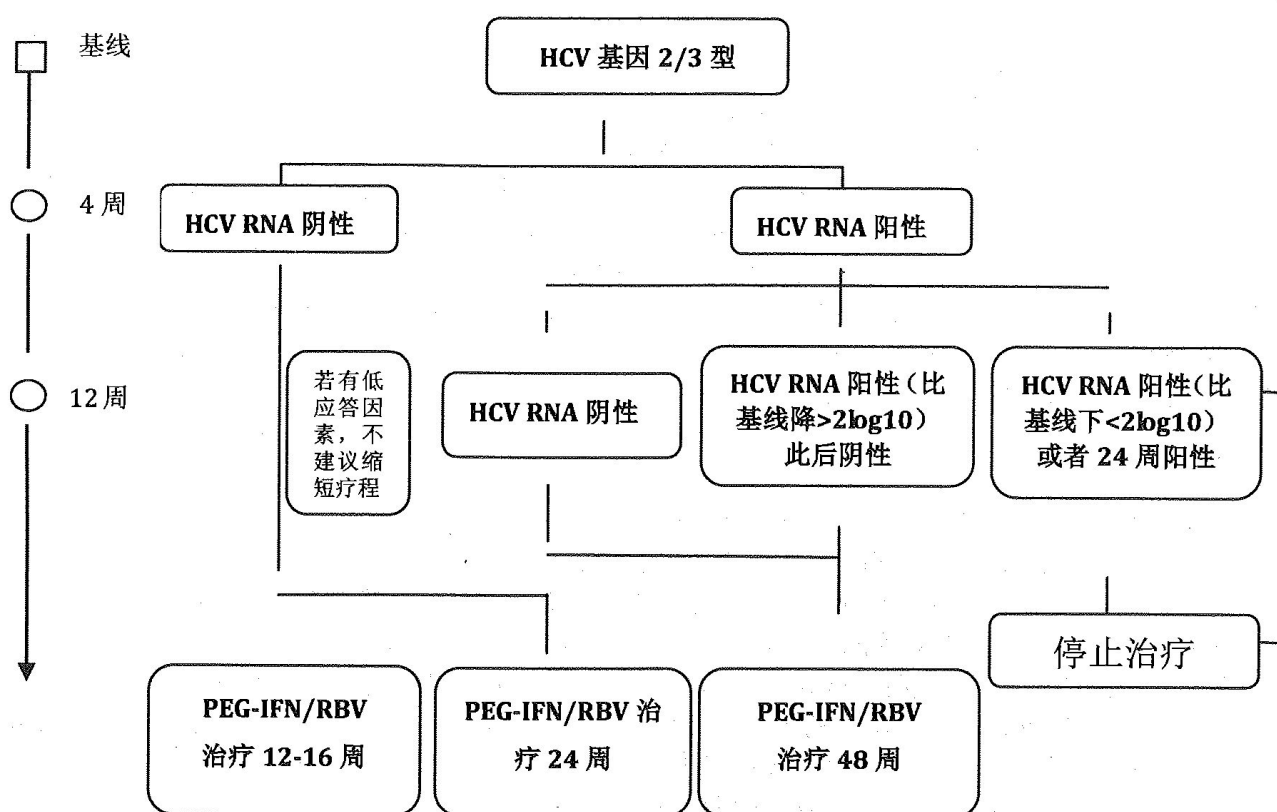 基线
HCV 基因 2/3 型
4 周
HCV RNA 阴性
HCV RNA 阳性
12 周
若有低
应答因
素，不
建议缩
短疗程
HCV RNA 阴性
HCV RNA 阳性（比
基线降>2log10）
此后阴性
HCV RNA 阳性（比
基线下<2log10）
或者 24 周阳性
停止治疗
PEG-IFN/RBV
治疗 12-16 周
PEG-IFN/RBV 治
疗 24 周
PEG-IFN/RBV
治疗 48 周